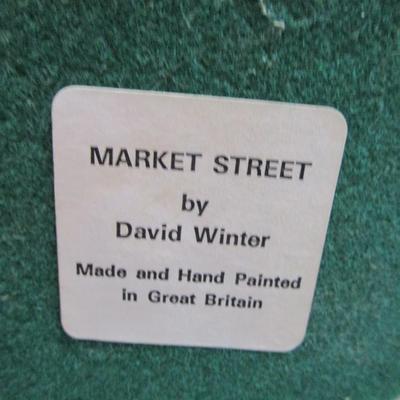 MARKET STREET
by
David Winter
Made and Hand Painted
in Great Britain